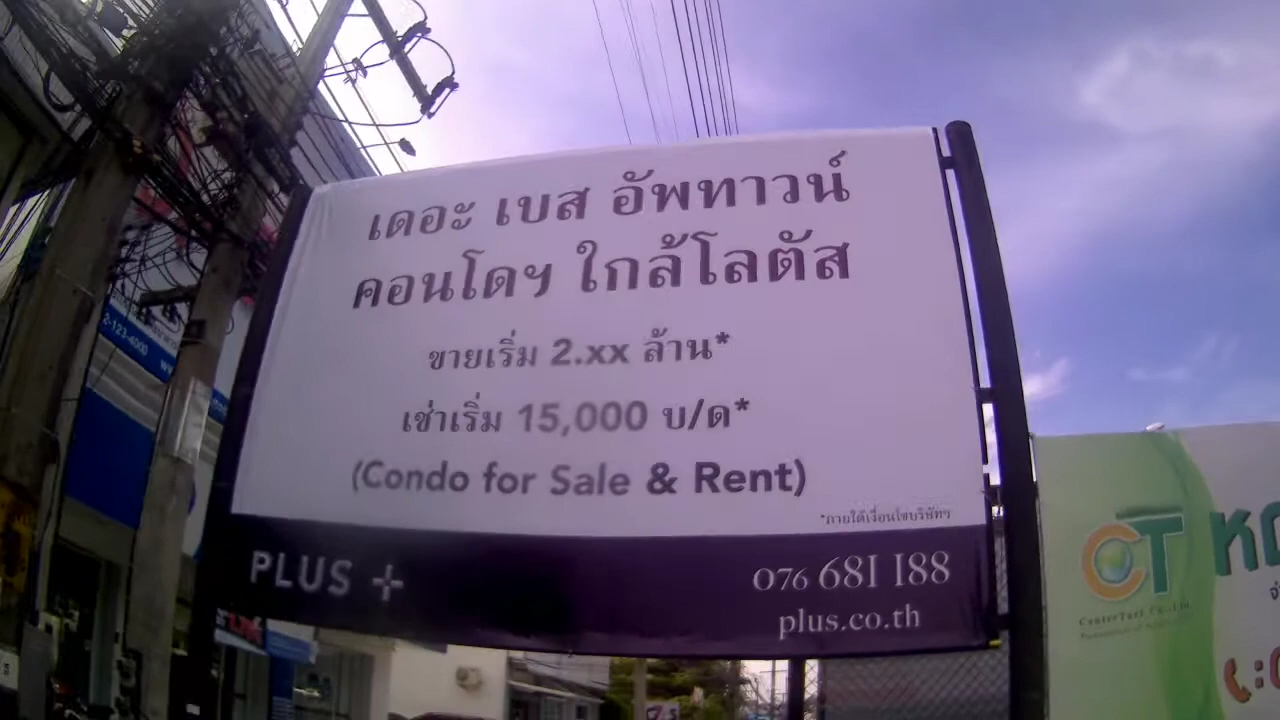 เดอะ เบส อัพทาวน์
คอนโดฯ ใกล้โลตัส
ขายเริ่ม 2.xx ล้าน*
เช่าเริ่ม 15,000 บ/ด*
(Condo for Sale & Rent)
*ภายใต้เงื่อนไขบริษัทฯ
PLUS +
076 681 188
plus.co.th
2-123-4000
CT
CenterTurf Co.,Ltd